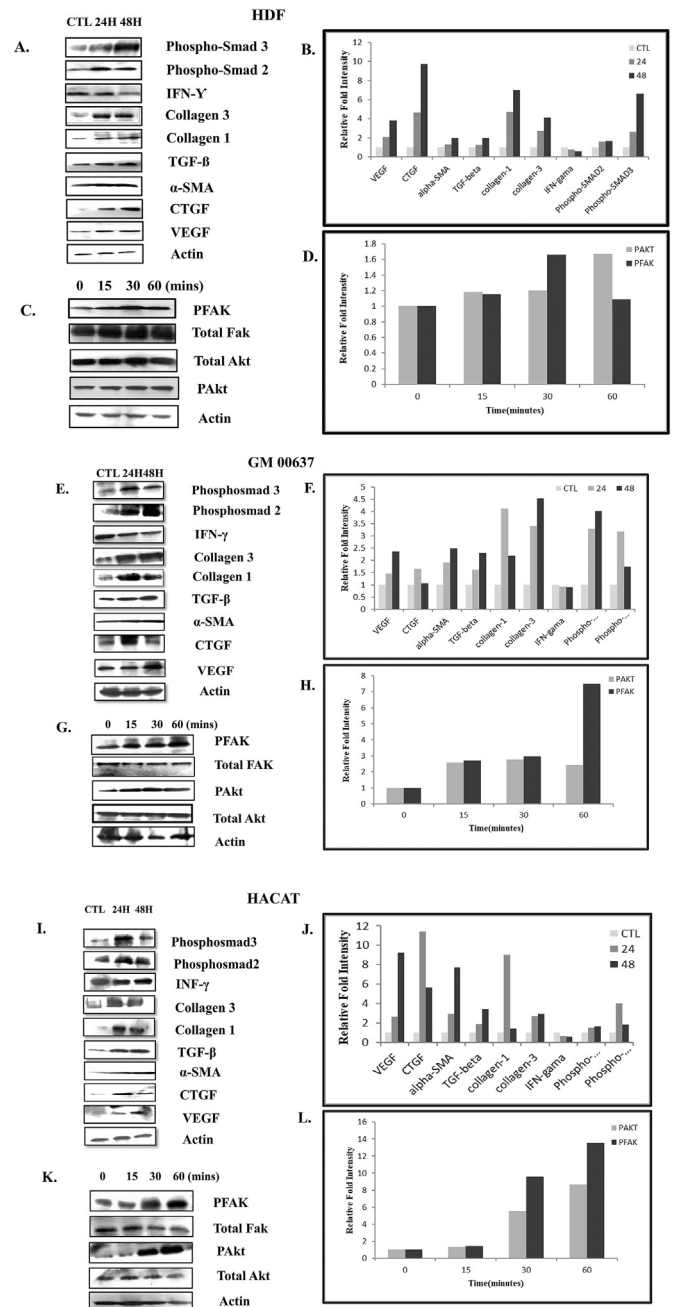 HDF
A.
CTL 24H 48H
Phospho-Smad 3
Phospho-Smad 2
IFN-ϒ
Collagen 3
Collagen 1
TGF-ß
α-SMA
CTGF
VEGF
Actin
B.
Relative Fold Intensity
12
10
8
6
4
2
0
CTL
24
48
VEGF
CTGF
alpha-SMA
TGF-beta
collagen-1
collagen-3
IFN-gama
Phospho-SMAD2
Phospho-SMAD3
C.
0 15 30 60 (mins)
PFAK
Total Fak
Total Akt
PAkt
Actin
D.
Relative Fold Intensity
1.8
1.6
1.4
1.2
1
0.8
0.6
0.4
0.2
0
PAKT
PFAK
0 15 30 60
Time(minutes)
GM 00637
E.
CTL 24H 48H
Phosphosmad 3
Phosphosmad 2
IFN-γ
Collagen 3
Collagen 1
TGF-β
α-SMA
CTGF
VEGF
Actin
F.
Relative Fold Intensity
5
4.5
4
3.5
3
2.5
2
1.5
1
0.5
0
CTL 24 48
VEGF
CTGF
alpha-SMA
TGF-beta
collagen-1
collagen-3
IFN-gama
Phospho-...
Phospho-...
G.
0 15 30 60 (mins)
PFAK
Total FAK
PAkt
Total Akt
Actin
H.
Relative Fold Intensity
8
7
6
5
4
3
2
1
0
PAKT
PFAK
0 15 30 60
Time(minutes)
HACAT
I.
CTL 24H 48H
Phosphosmad3
Phosphosmad2
INF-γ
Collagen 3
Collagen 1
TGF-β
α-SMA
CTGF
VEGF
Actin
J.
Relative Fold Intensity
12
10
8
6
4
2
0
CTL
24
48
VEGF
CTGF
alpha-SMA
TGF-beta
collagen-1
collagen-3
IFN-gama
Phospho-...
Phospho-...
K.
0 15 30 60 (mins)
PFAK
Total Fak
PAkt
Total Akt
Actin
L.
Relative Fold Intensity
16
14
12
10
8
6
4
2
0
PAKT
PFAK
0 15 30 60
Time(minutes)